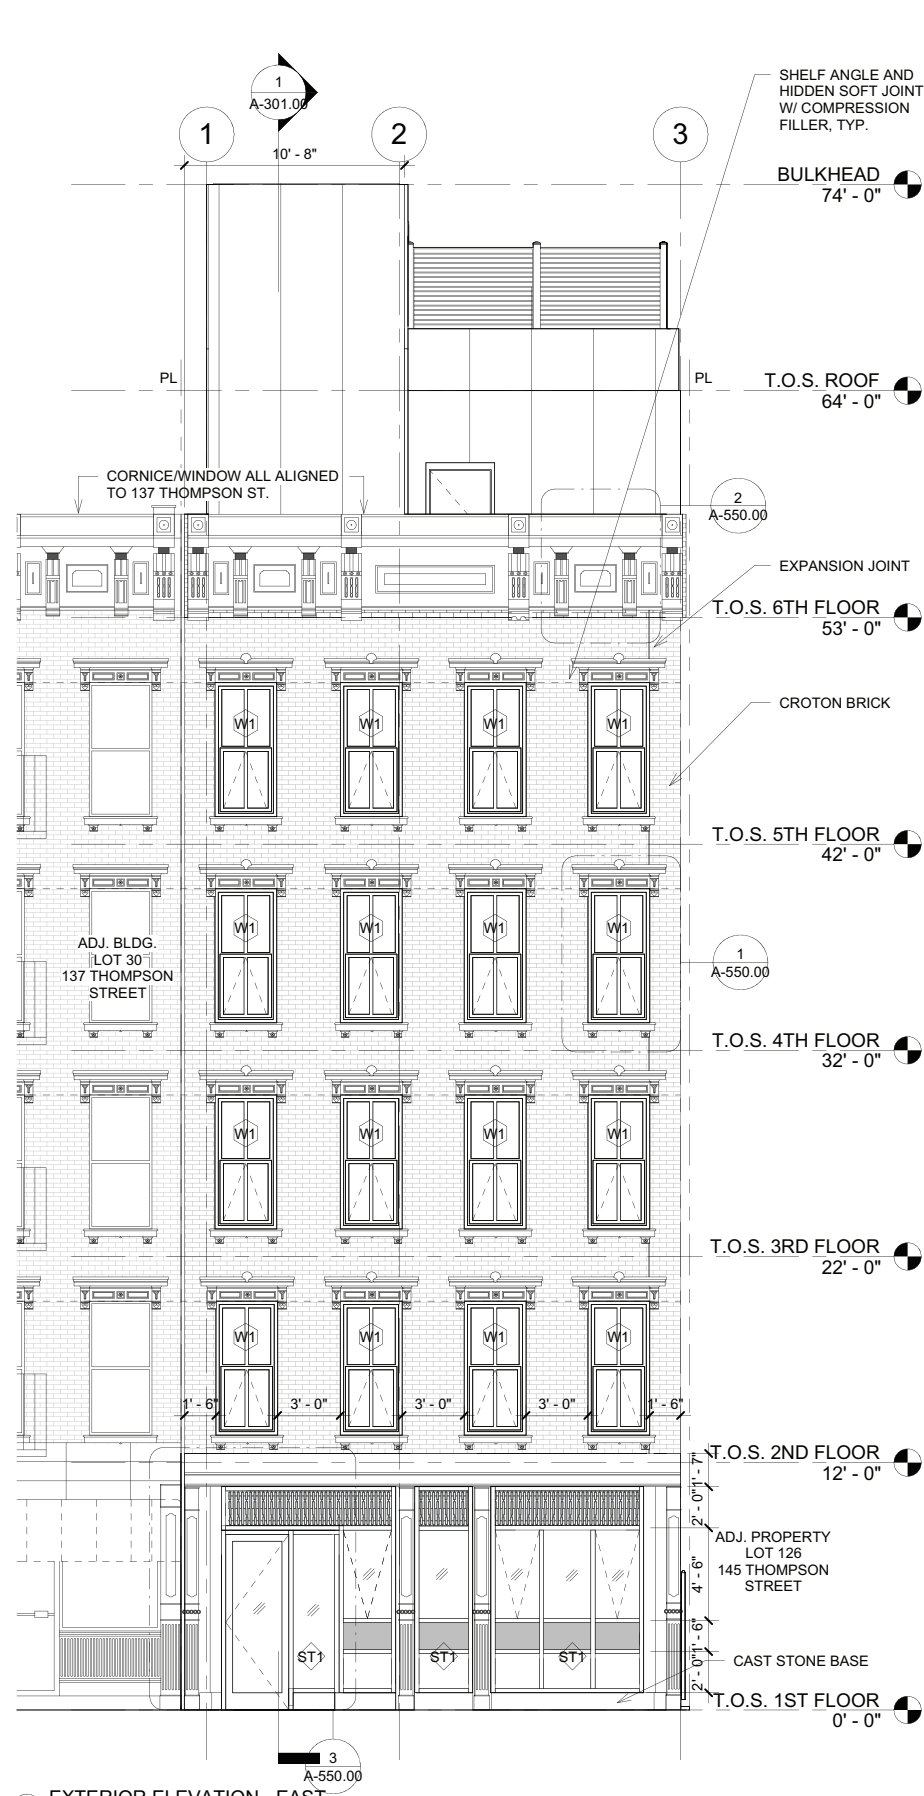 SHELF ANGLE AND
HIDDEN SOFT JOINT
W/ COMPRESSION
FILLER, TYP.
1
A-301.00
1
2
3
10' - 8"
BULKHEAD
74' - 0"
PL
PL
T.O.S. ROOF
64' - 0"
CORNICE/WINDOW ALL ALIGNED
TO 137 THOMPSON ST.
2
A-550.00
EXPANSION JOINT
T.O.S. 6TH FLOOR
53' - 0"
CROTON BRICK
W1
W1
W1
W1
T.O.S. 5TH FLOOR
42' - 0"
W1
W1
W1
W1
ADJ. BLDG.
LOT 30
137 THOMPSON
STREET
1
A-550.00
T.O.S. 4TH FLOOR
32' - 0"
W1
W1
W1
W1
T.O.S. 3RD FLOOR
22' - 0"
W1
W1
W1
W1
1' - 6"
3' - 0"
3' - 0"
3' - 0"
1' - 6"
T.O.S. 2ND FLOOR
12' - 0"
1' - 7"
2' - 0"
4' - 6"
1' - 6"
2' - 0"
ADJ. PROPERTY
LOT 126
145 THOMPSON
STREET
ST1
ST1
ST1
CAST STONE BASE
T.O.S. 1ST FLOOR
0' - 0"
3
A-550.00
EXTERIOR ELEVATION - EAST